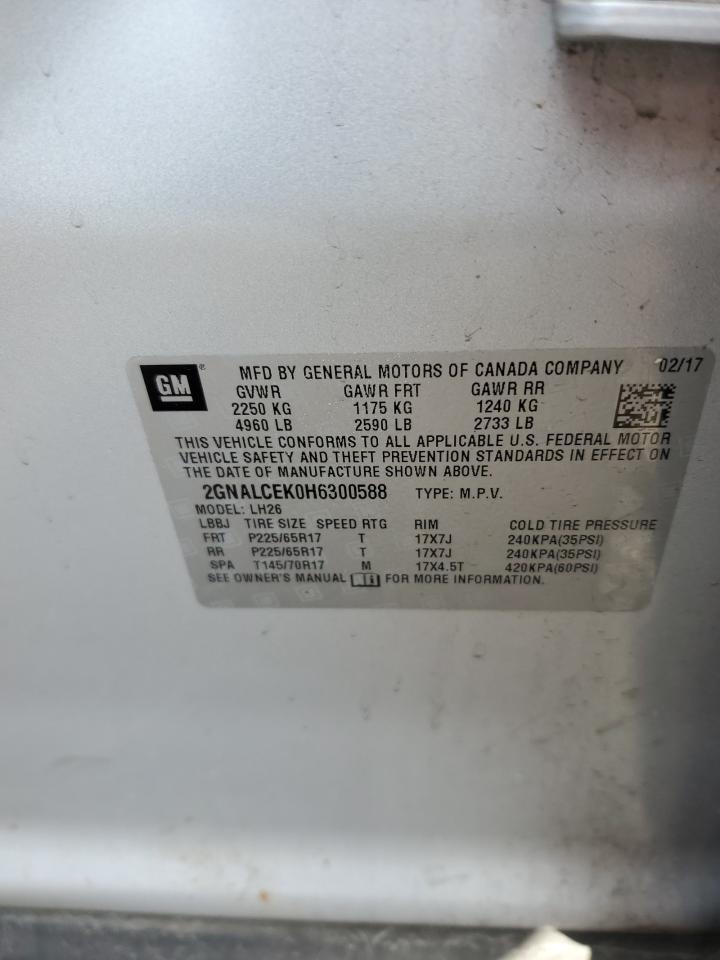 GM ® MFD BY GENERAL MOTORS OF CANADA COMPANY 02/17
GVWR GAWR FRT GAWR RR
2250 KG 1175 KG 1240 KG
4960 LB 2590 LB 2733 LB
THIS VEHICLE CONFORMS TO ALL APPLICABLE U.S. FEDERAL MOTOR
VEHICLE SAFETY AND THEFT PREVENTION STANDARDS IN EFFECT ON
THE DATE OF MANUFACTURE SHOWN ABOVE.
2GNALCEK0H6300588 TYPE: M.P.V.
MODEL: LH26
LBBJ TIRE SIZE SPEED RTG RIM COLD TIRE PRESSURE
FRT P225/65R17 T 17X7J 240KPA(35PSI)
RR P225/65R17 T 17X7J 240KPA(35PSI)
SPA T145/70R17 M 17X4.5T 420KPA(60PSI)
SEE OWNER'S MANUAL FOR MORE INFORMATION.